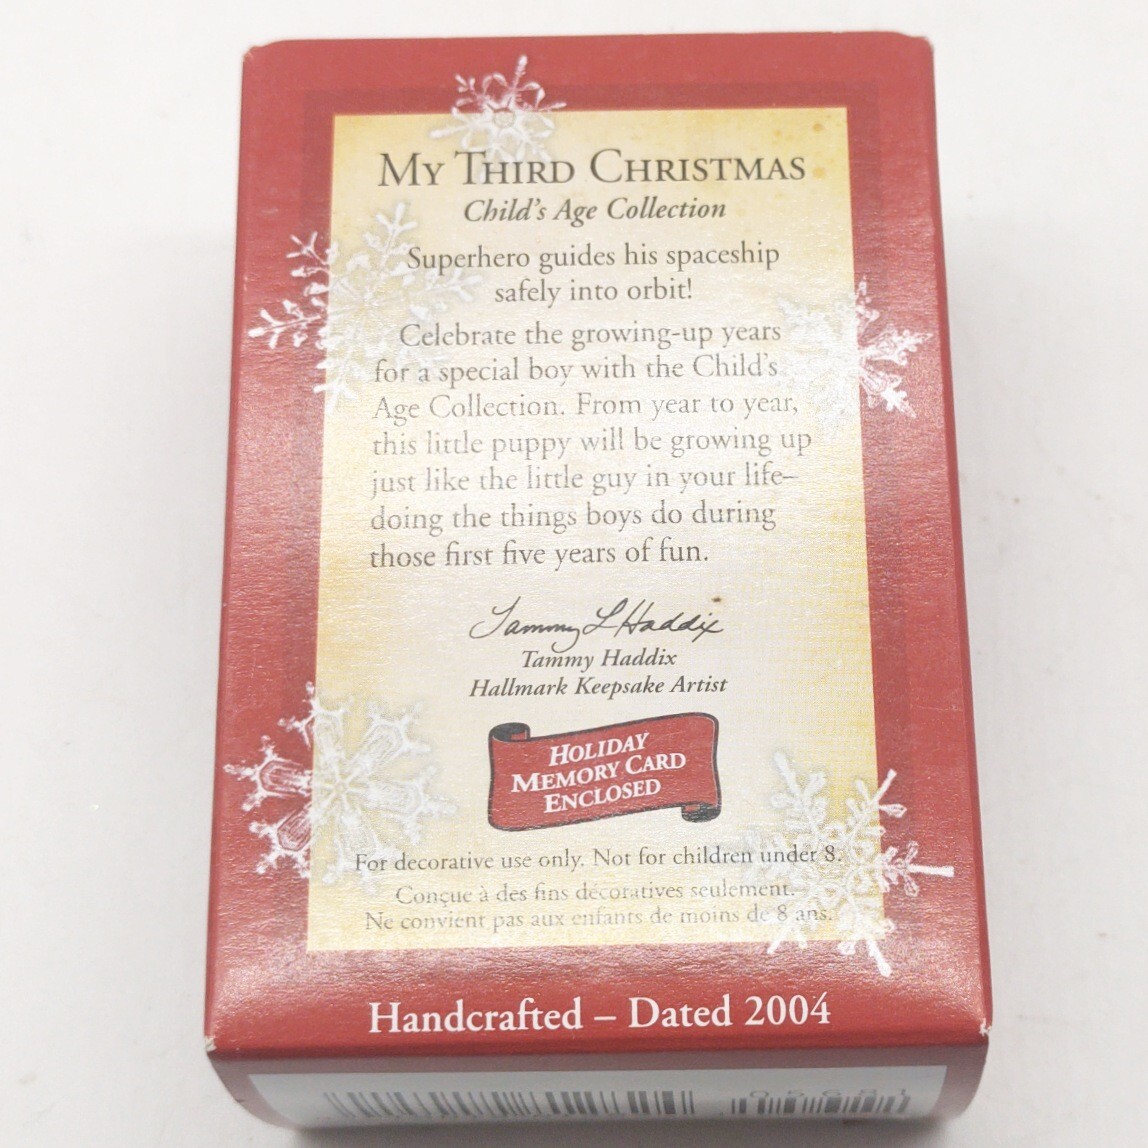 My Third Christmas
Child's Age Collection
Superhero guides his spaceship
safely into orbit!
Celebrate the growing-up years
for a special boy with the Child's
Age Collection. From year to year,
this little puppy will be growing up
just like the little guy in your life–
doing the things boys do during
those first five years of fun.
Tammy L Haddix
Tammy Haddix
Hallmark Keepsake Artist
Holiday
Memory Card
Enclosed
For decorative use only. Not for children under 8.
Conçue à des fins décoratives seulement.
Ne convient pas aux enfants de moins de 8 ans.
Handcrafted – Dated 2004